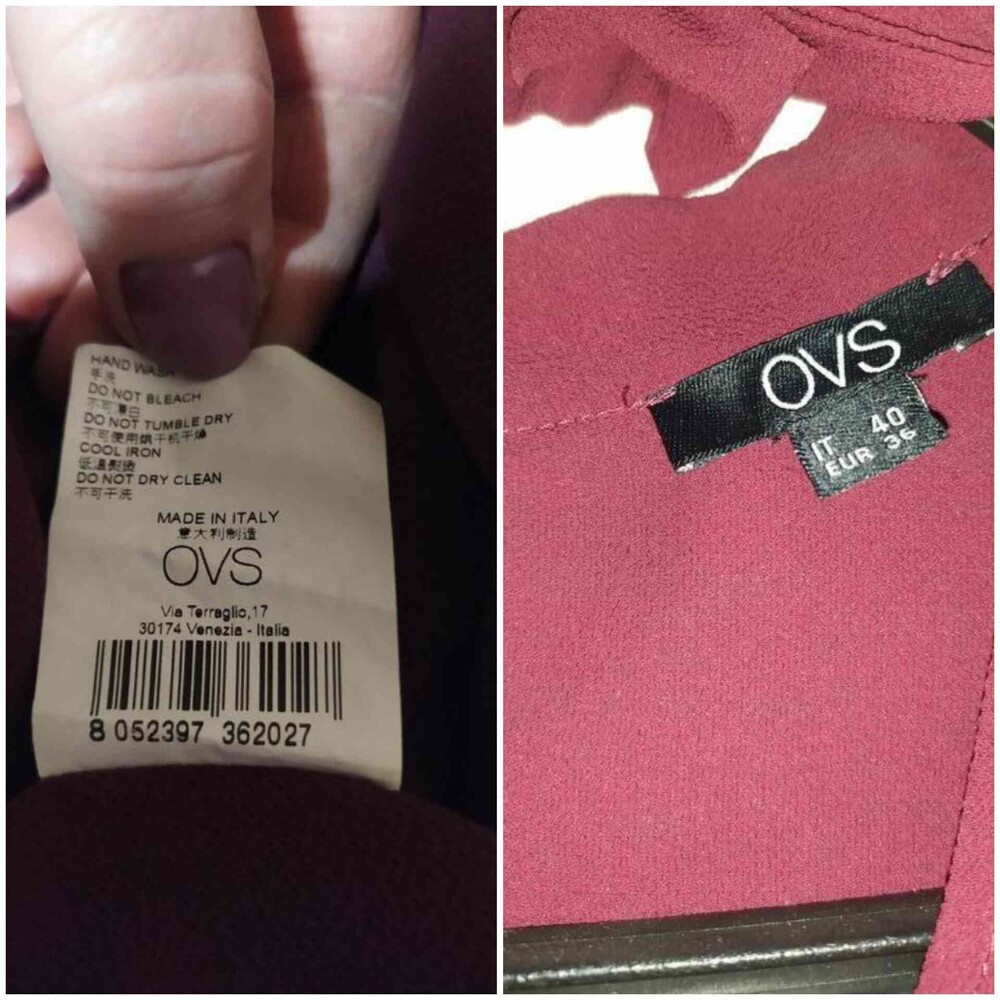 HAND WASH
手洗
DO NOT BLEACH
不可漂白
DO NOT TUMBLE DRY
不可使用烘干机干燥
COOL IRON
低温熨烫
DO NOT DRY CLEAN
不可干洗
MADE IN ITALY
意大利制造
OVS
Via Terraglio,17
30174 Venezia - Italia
8 052397 362027
OVS
IT 40
EUR 36